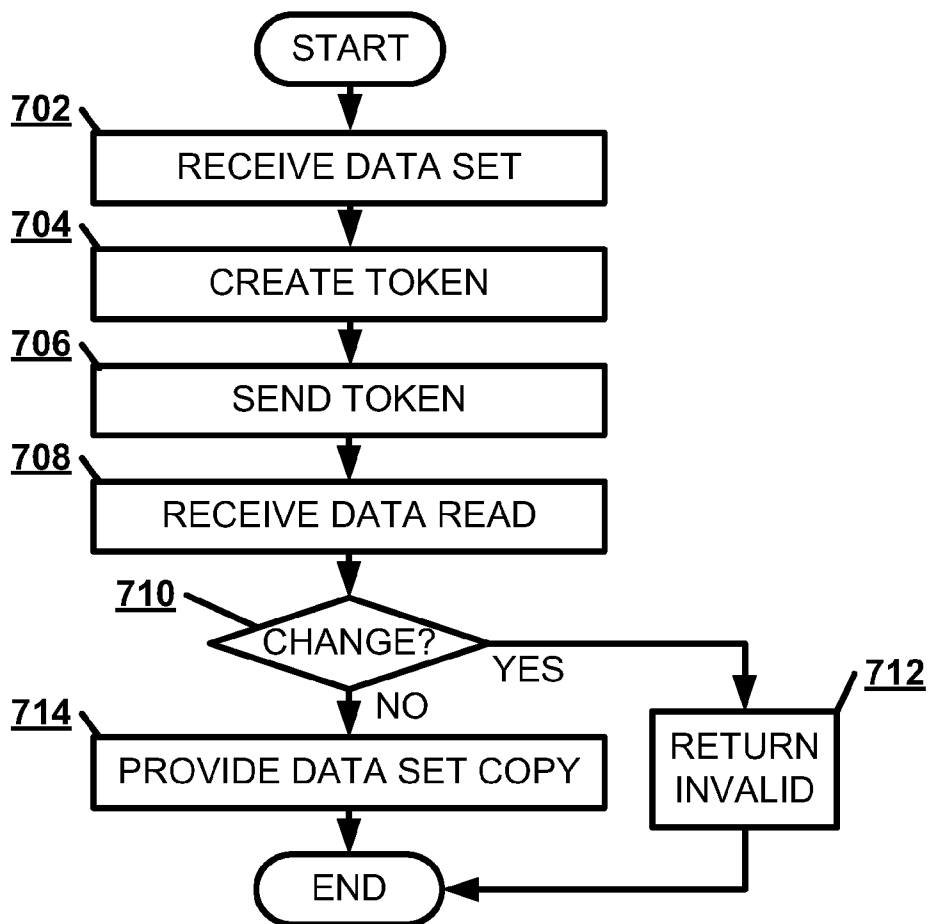 START
702
RECEIVE DATA SET
704
CREATE TOKEN
706
SEND TOKEN
708
RECEIVE DATA READ
710
CHANGE?
YES
NO
712
RETURN
INVALID
714
PROVIDE DATA SET COPY
END